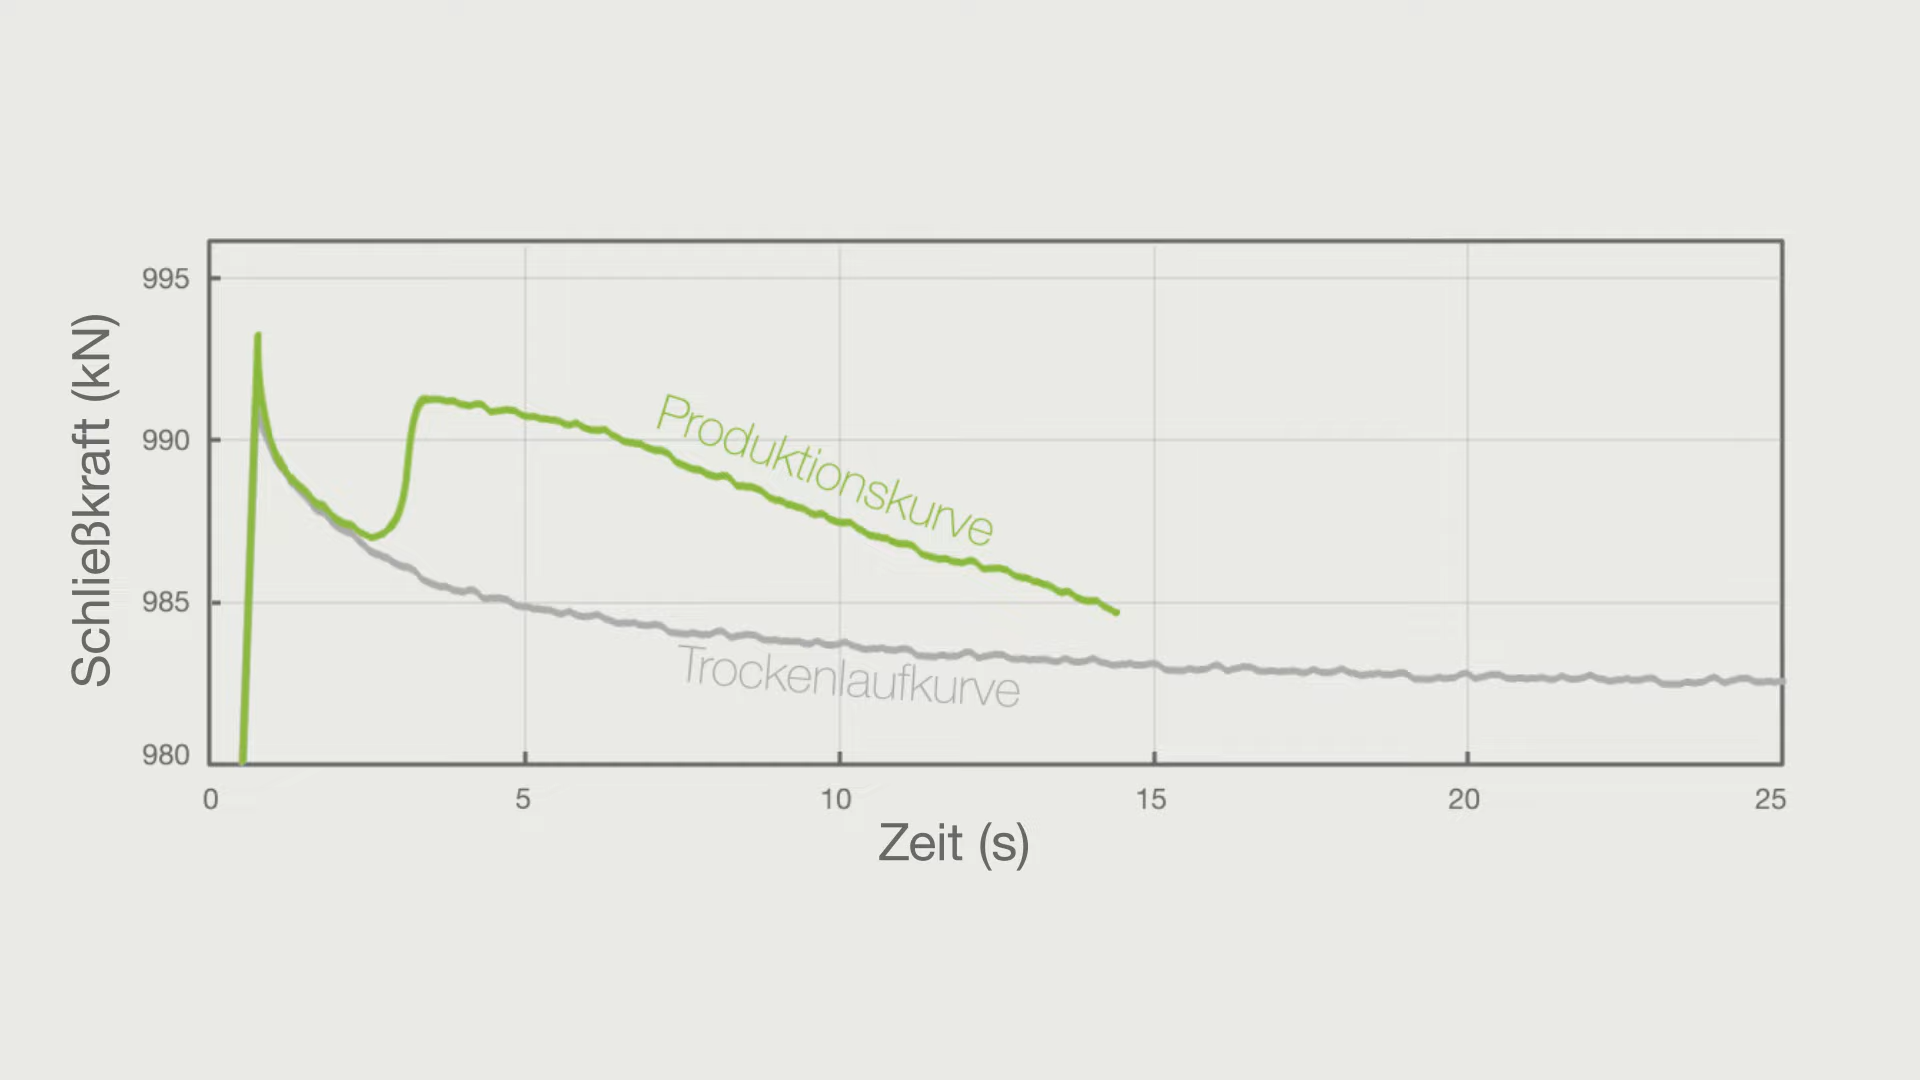 995
990
985
980
Schließkraft (kN)
Produktionskurve
Trockenlaufkurve
0 5 10 15 20 25
Zeit (s)